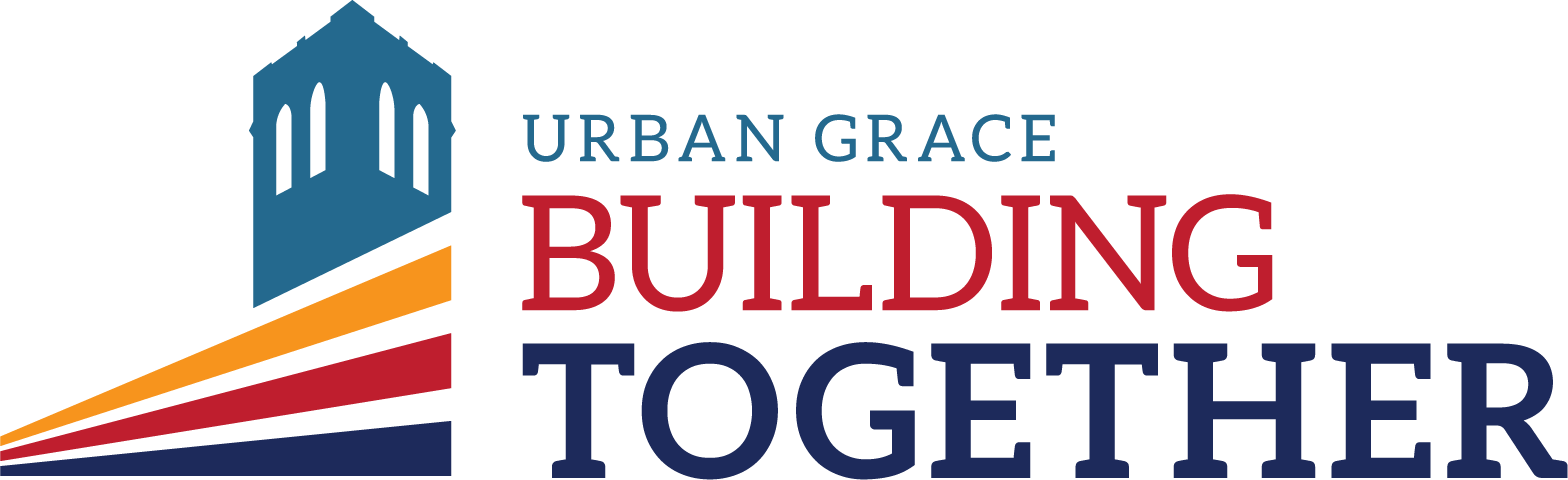 URBAN GRACE
BUILDING
TOGETHER